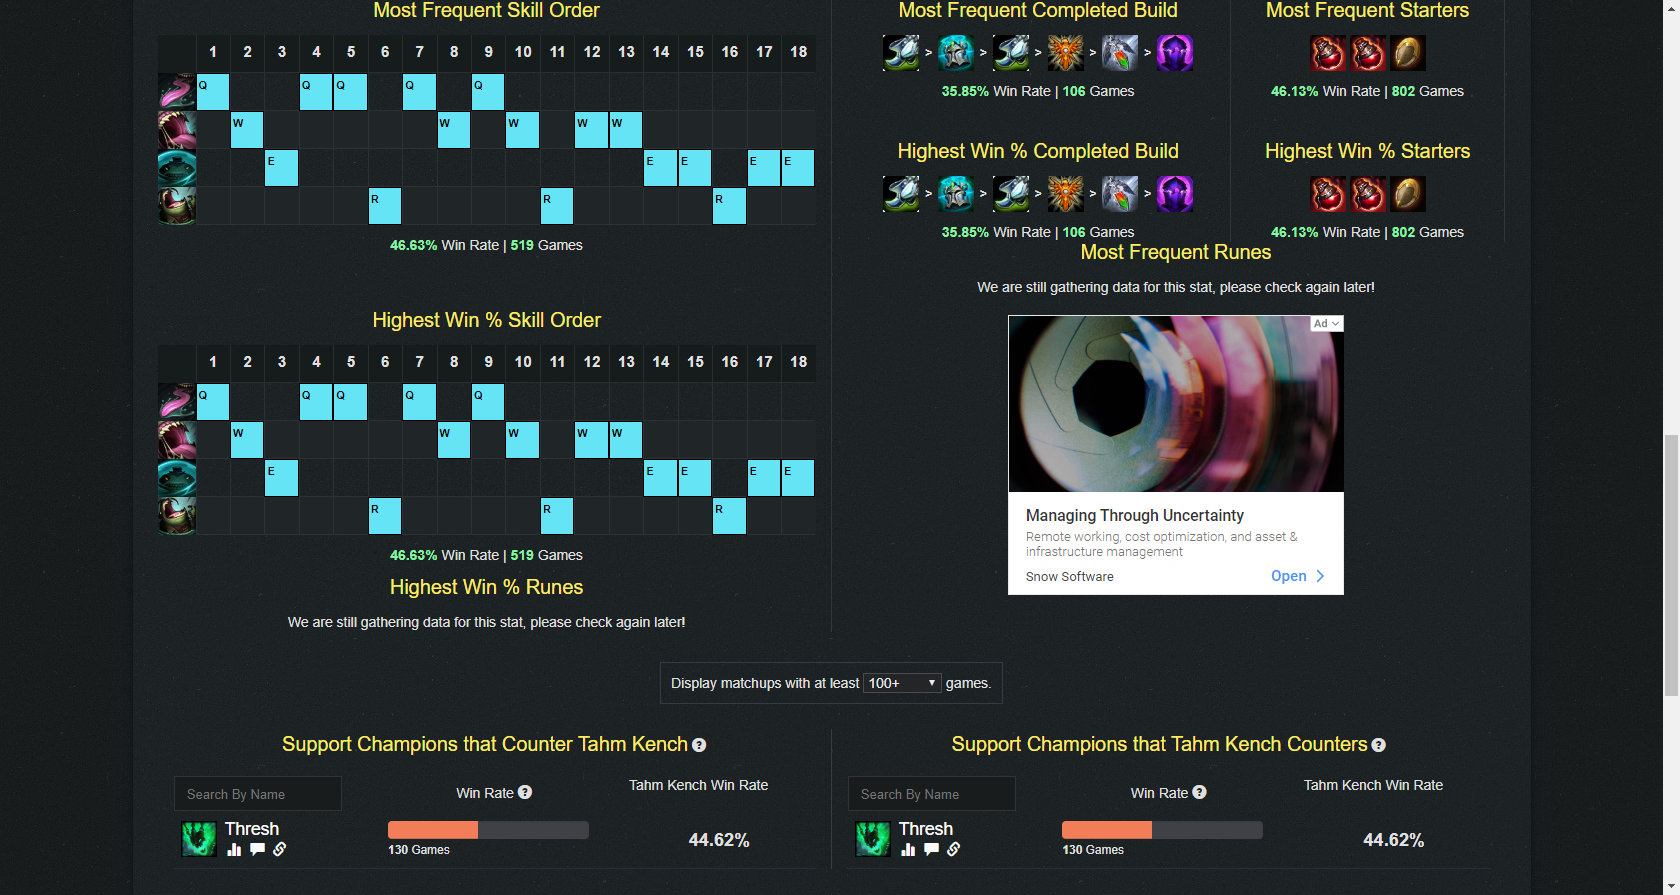 Most Frequent Skill Order
1 2 3 4 5 6 7 8 9 10 11 12 13 14 15 16 17 18
Q Q Q Q Q
W W W W W
E E E E E
R R R
46.63% Win Rate | 519 Games
Highest Win % Skill Order
1 2 3 4 5 6 7 8 9 10 11 12 13 14 15 16 17 18
Q Q Q Q Q
W W W W W
E E E E E
R R R
46.63% Win Rate | 519 Games
Highest Win % Runes
We are still gathering data for this stat, please check again later!
Most Frequent Completed Build
> > > > >
35.85% Win Rate | 106 Games
Most Frequent Starters
46.13% Win Rate | 802 Games
Highest Win % Completed Build
> > > > >
35.85% Win Rate | 106 Games
Highest Win % Starters
46.13% Win Rate | 802 Games
Most Frequent Runes
We are still gathering data for this stat, please check again later!
Ad
Managing Through Uncertainty
Remote working, cost optimization, and asset &
infrastructure management
Snow Software
Open
Display matchups with at least 100+ games.
Support Champions that Counter Tahm Kench ?
Search By Name
Win Rate ?
Tahm Kench Win Rate
Thresh
130 Games
44.62%
Support Champions that Tahm Kench Counters ?
Search By Name
Win Rate ?
Tahm Kench Win Rate
Thresh
130 Games
44.62%